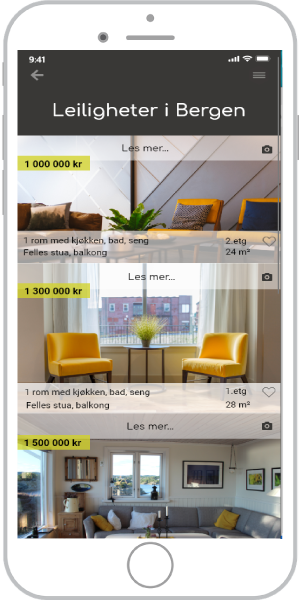 9:41
Leiligheter i Bergen
Les mer...
1 000 000 kr
1 rom med kjøkken, bad, seng 2.etg
Felles stua, balkong 24 m²
Les mer...
1 300 000 kr
1 rom med kjøkken, bad, seng 1.etg
Felles stua, balkong 28 m²
Les mer...
1 500 000 kr